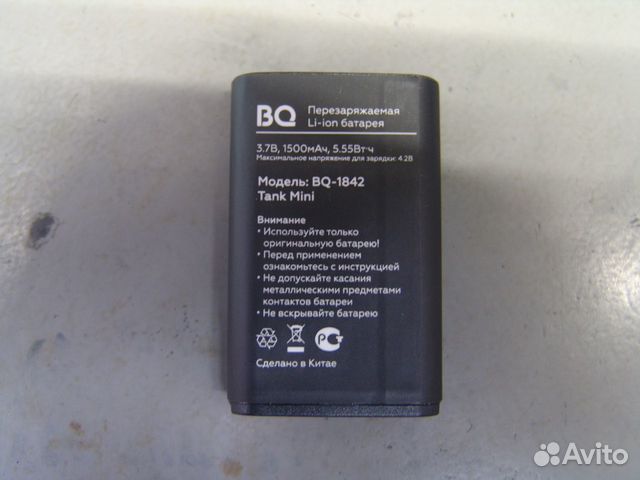 BQ
Перезаряжаемая
Li-ion батарея
3.7В, 1500мАч, 5.55Вт·ч
Максимальное напряжение для зарядки: 4.2В
Модель: BQ-1842
Tank Mini
Внимание
• Используйте только
оригинальную батарею!
• Перед применением
ознакомьтесь с инструкцией
• Не допускайте касания
металлическими предметами
контактов батареи
• Не вскрывайте батарею
Сделано в Китае
Avito